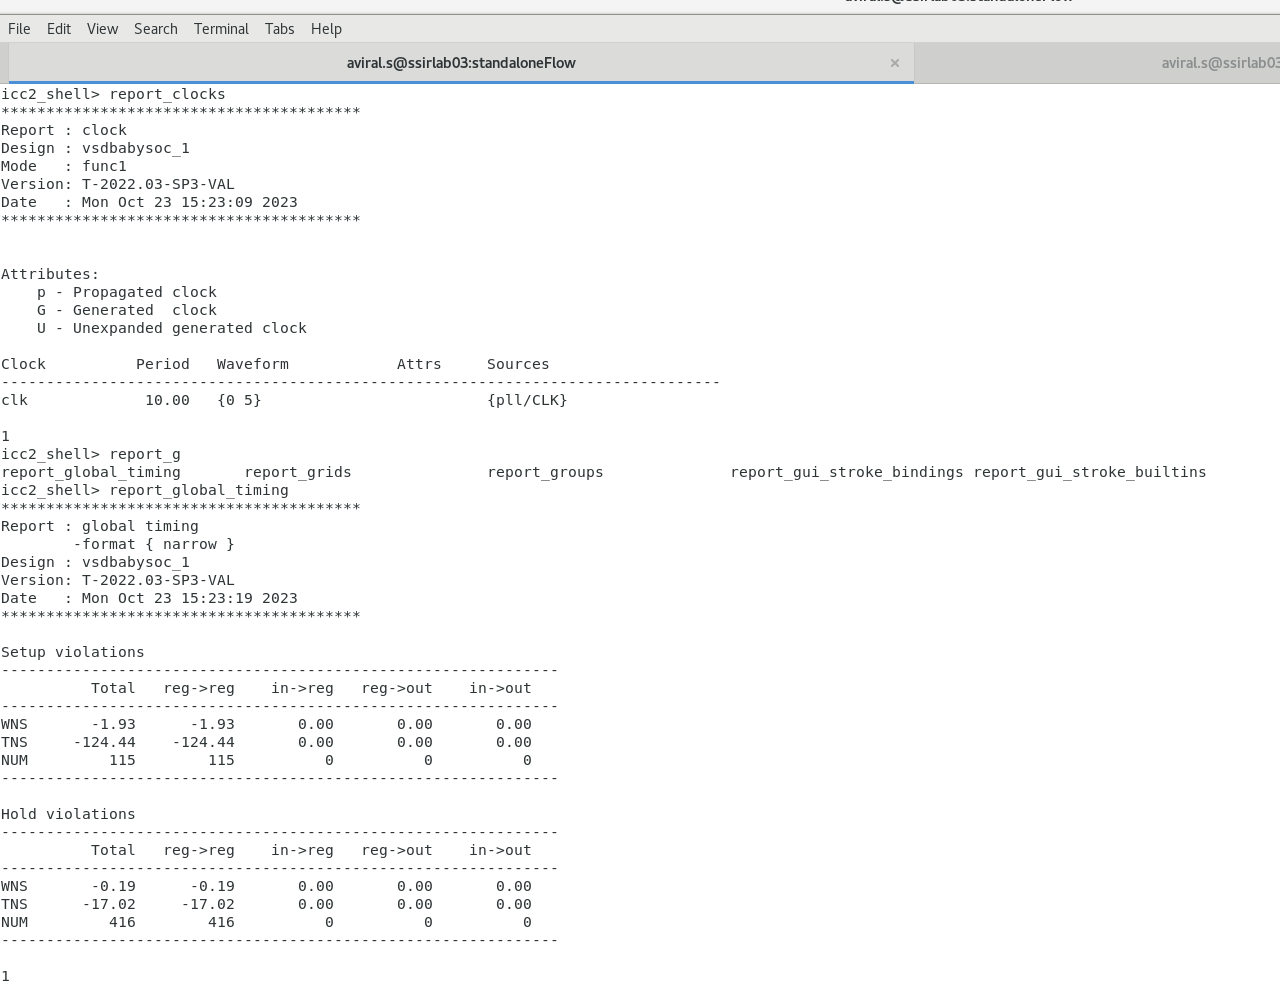 File Edit View Search Terminal Tabs Help
aviral.s@ssirlab03:standaloneFlow × aviral.s@ssirlab03
icc2_shell> report_clocks
****************************************
Report : clock
Design : vsdbabysoc_1
Mode   : func1
Version: T-2022.03-SP3-VAL
Date   : Mon Oct 23 15:23:09 2023
****************************************
Attributes:
    p - Propagated clock
    G - Generated  clock
    U - Unexpanded generated clock
Clock          Period   Waveform            Attrs     Sources
--------------------------------------------------------------------------------
clk             10.00   {0 5}                         {pll/CLK}
1
icc2_shell> report_g
report_global_timing       report_grids               report_groups              report_gui_stroke_bindings report_gui_stroke_builtins
icc2_shell> report_global_timing
****************************************
Report : global timing
        -format { narrow }
Design : vsdbabysoc_1
Version: T-2022.03-SP3-VAL
Date   : Mon Oct 23 15:23:19 2023
****************************************
Setup violations
--------------------------------------------------------------
          Total   reg->reg    in->reg   reg->out    in->out
--------------------------------------------------------------
WNS       -1.93      -1.93       0.00       0.00       0.00
TNS     -124.44    -124.44       0.00       0.00       0.00
NUM         115        115          0          0          0
--------------------------------------------------------------
Hold violations
--------------------------------------------------------------
          Total   reg->reg    in->reg   reg->out    in->out
--------------------------------------------------------------
WNS       -0.19      -0.19       0.00       0.00       0.00
TNS      -17.02     -17.02       0.00       0.00       0.00
NUM         416        416          0          0          0
--------------------------------------------------------------
1